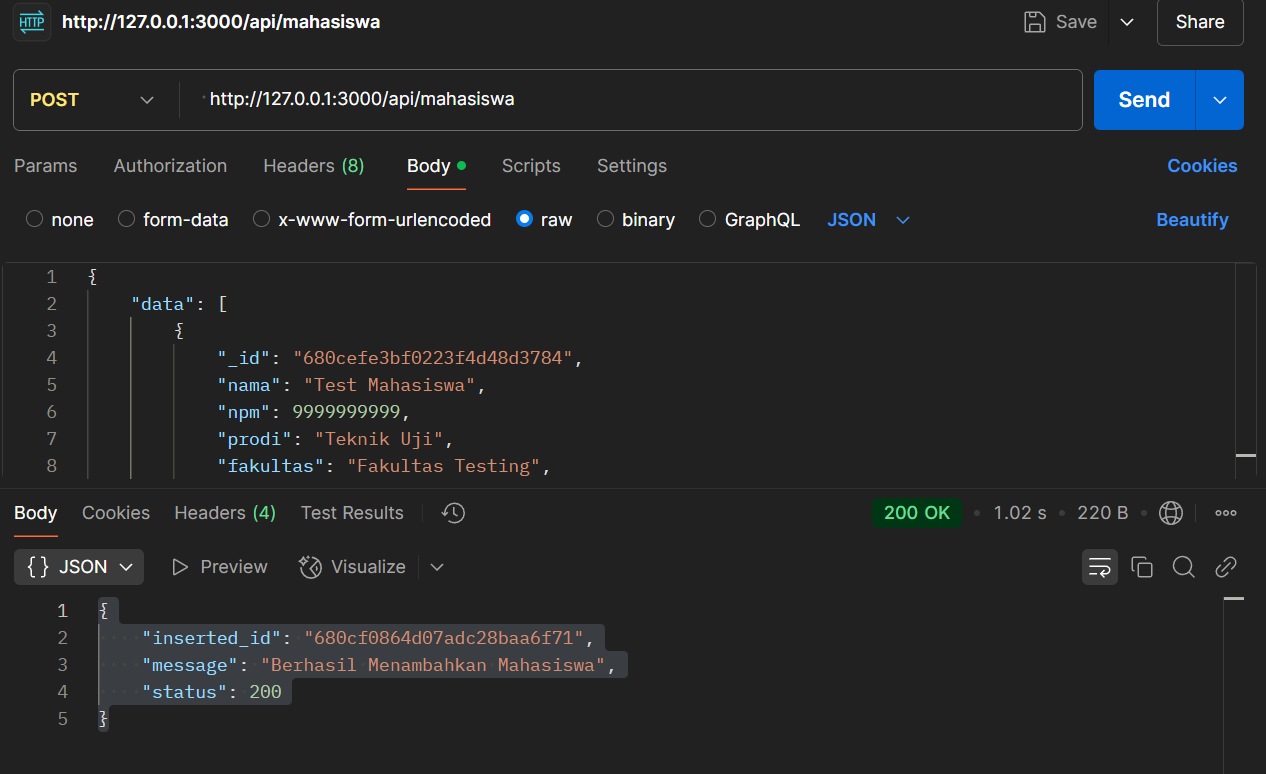 HTTP http://127.0.0.1:3000/api/mahasiswa Save Share
POST http://127.0.0.1:3000/api/mahasiswa Send
Params Authorization Headers (8) Body Scripts Settings Cookies
none form-data x-www-form-urlencoded raw binary GraphQL JSON Beautify
1 {
2 "data": [
3 {
4 "_id": "680cefe3bf0223f4d48d3784",
5 "nama": "Test Mahasiswa",
6 "npm": 9999999999,
7 "prodi": "Teknik Uji",
8 "fakultas": "Fakultas Testing",
Body Cookies Headers (4) Test Results 200 OK • 1.02 s • 220 B •
{} JSON Preview Visualize
1 {
2 "inserted_id": "680cf0864d07adc28baa6f71",
3 "message": "Berhasil Menambahkan Mahasiswa",
4 "status": 200
5 }